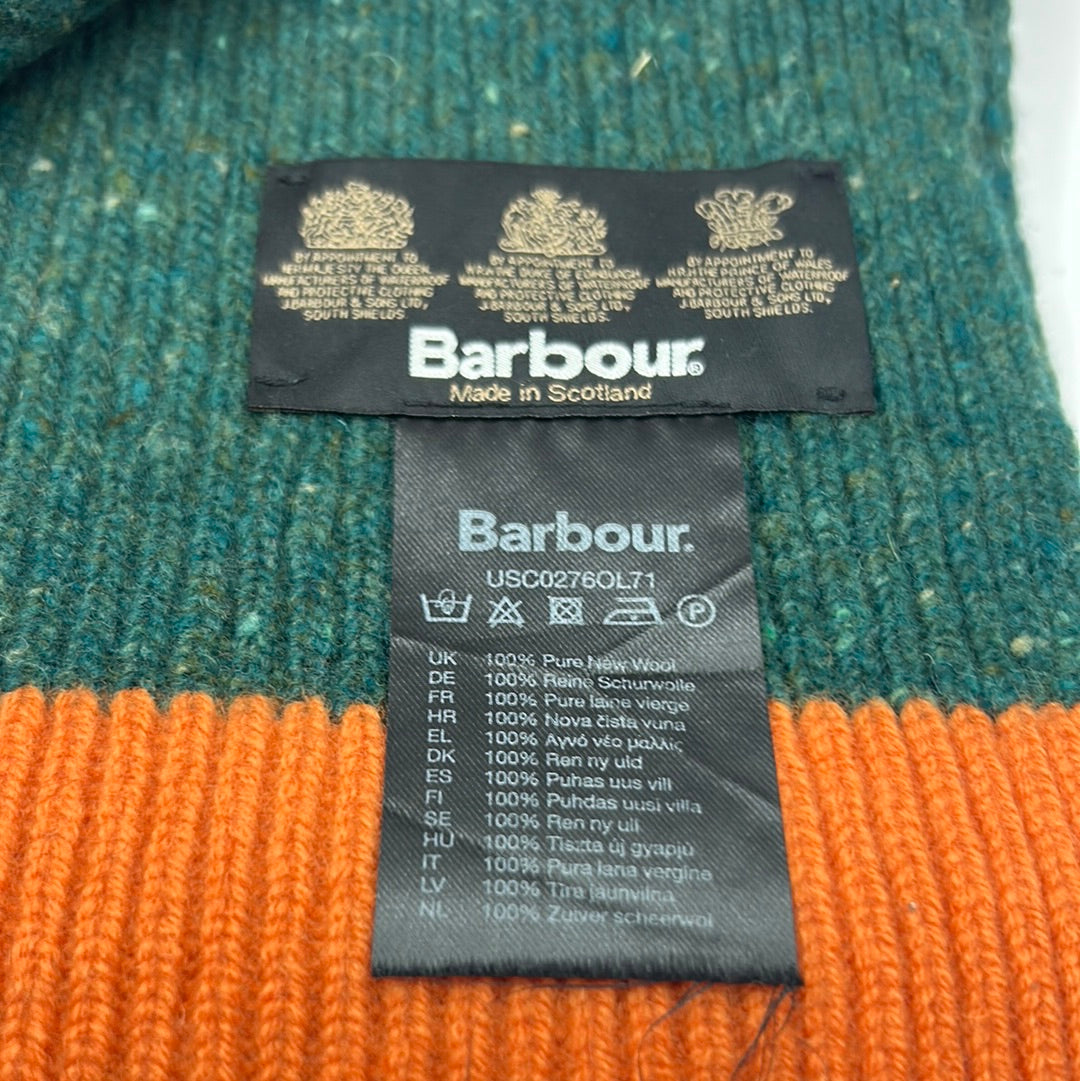 BY APPOINTMENT TO
HER MAJESTY THE QUEEN
MANUFACTURERS OF WATERPROOF
AND PROTECTIVE CLOTHING
J.BARBOUR & SONS LTD,
SOUTH SHIELDS
BY APPOINTMENT TO
H.R.H. THE DUKE OF EDINBURGH
MANUFACTURERS OF WATERPROOF
AND PROTECTIVE CLOTHING
J.BARBOUR & SONS LTD,
SOUTH SHIELDS.
BY APPOINTMENT TO
H.R.H. THE PRINCE OF WALES
MANUFACTURERS OF WATERPROOF
AND PROTECTIVE CLOTHING
J.BARBOUR & SONS LTD,
SOUTH SHIELDS.
Barbour®
Made in Scotland
Barbour.
USC0276OL71
P
UK 100% Pure New Wool
DE 100% Reine Schurwolle
FR 100% Pure laine vierge
HR 100% Nova čista vuna
EL 100% Αγνό νέο μαλλίς
DK 100% Ren ny uld
ES 100% Puhas uus vill
FI 100% Puhdas uusi villa
SE 100% Ren ny ull
HU 100% Tiszta új gyapjú
IT 100% Pura lana vergine
LV 100% Tīra jaunvilna
NL 100% Zuiver scheerwol